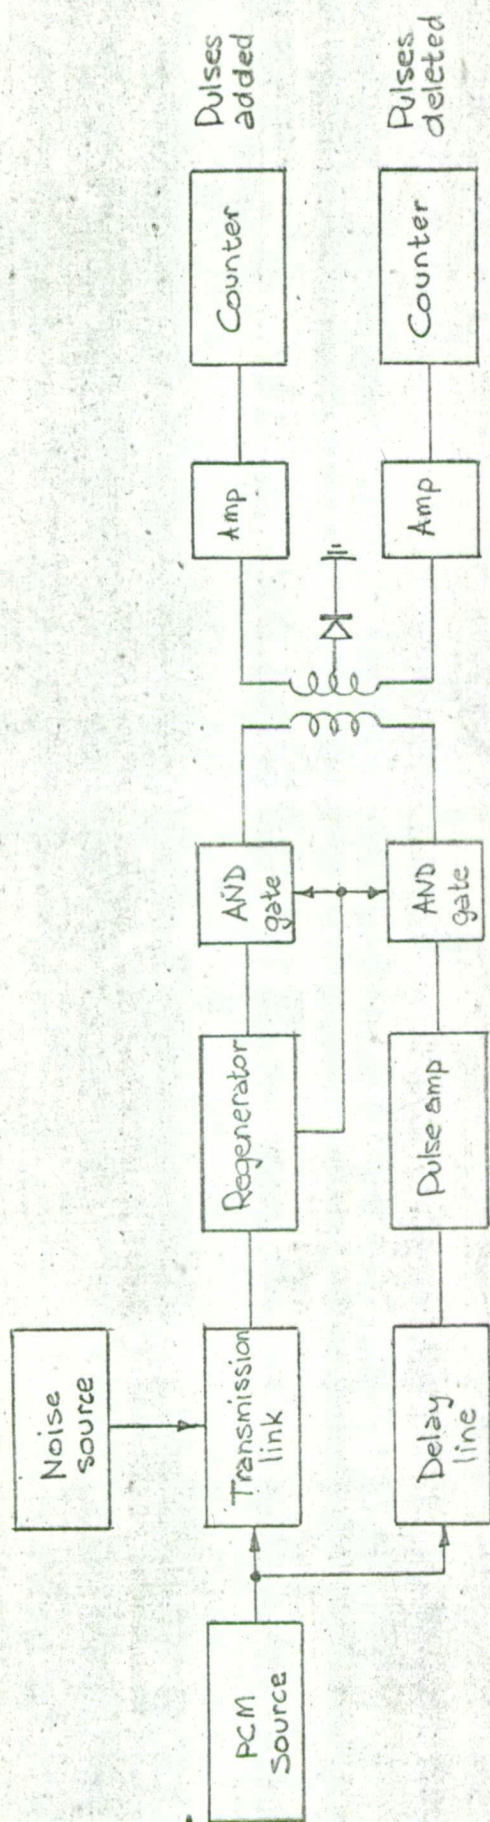 Noise
source
PCM
source
Transmission
link
Regenerator
AND
gate
Amp
Counter
Pulses
added
Delay
line
Pulse amp
AND
gate
Amp
Counter
Pulses
deleted